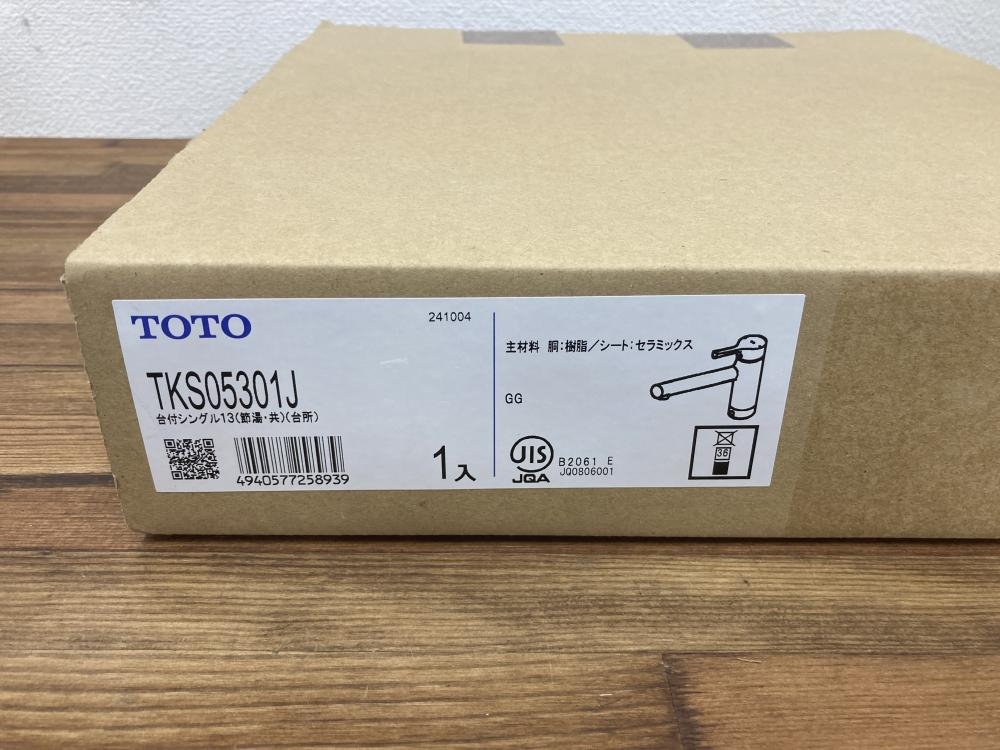 TOTO
241004
TKS05301J
台付シングル13(節湯・共)(台所)
4940577258939
1入
主材料 胴:樹脂/シート:セラミックス
GG
JIS
JQA
B2061 E
JQ0806001
36